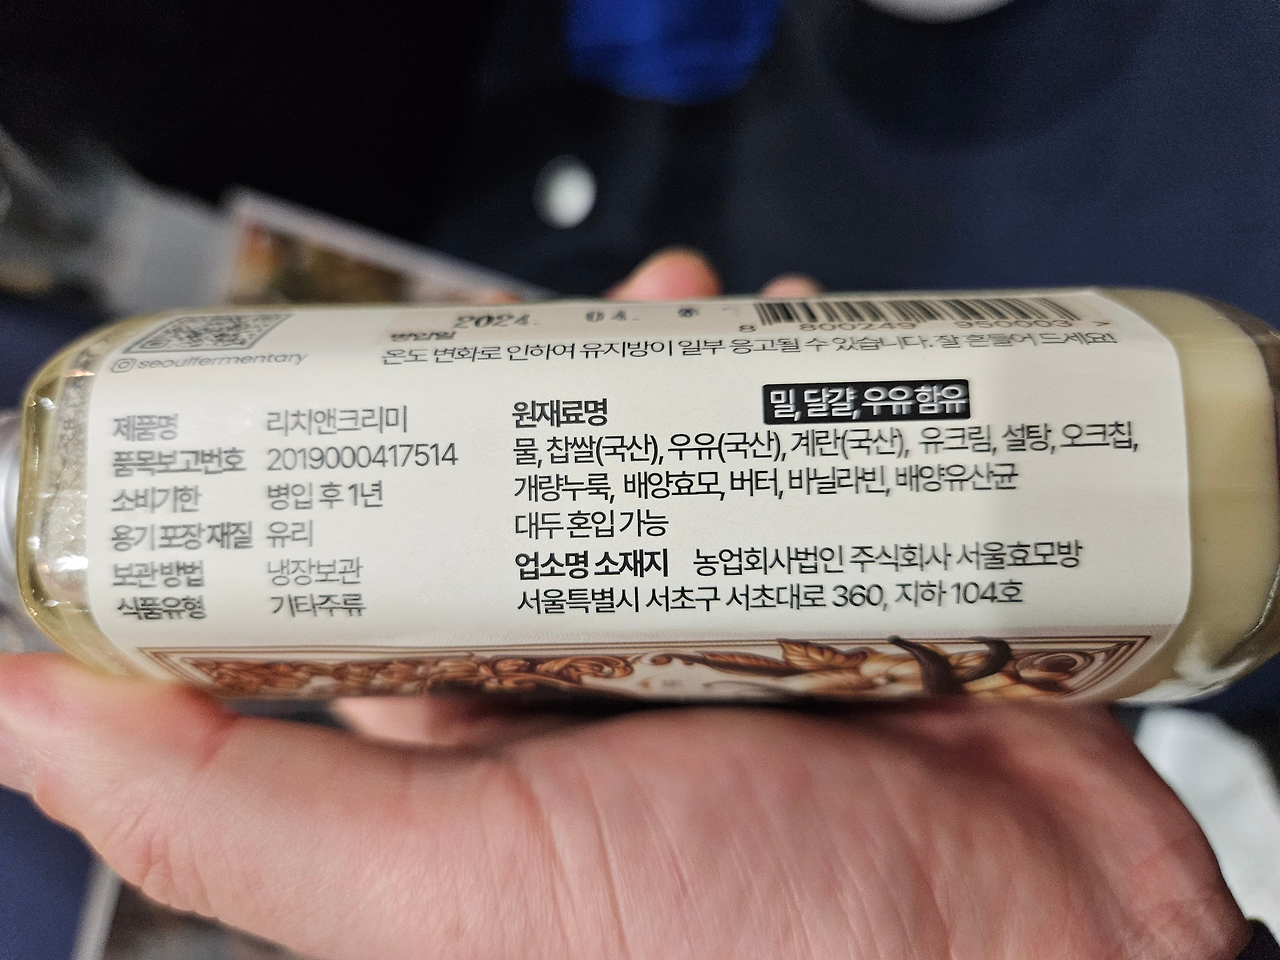 2024. 04.
병입일
8 800249 950003 >
seoulfermentary
온도 변화로 인하여 유지방이 일부 응고될 수 있습니다. 잘 흔들어 드세요!
제품명 리치앤크리미
품목보고번호 2019000417514
소비기한 병입 후 1년
용기 포장 재질 유리
보관 방법 냉장보관
식품유형 기타주류
원재료명 밀, 달걀, 우유 함유
물, 찹쌀(국산), 우유(국산), 계란(국산), 유크림, 설탕, 오크칩,
개량누룩, 배양효모, 버터, 바닐라빈, 배양유산균
대두 혼입 가능
업소명 소재지 농업회사법인 주식회사 서울효모방
서울특별시 서초구 서초대로 360, 지하 104호